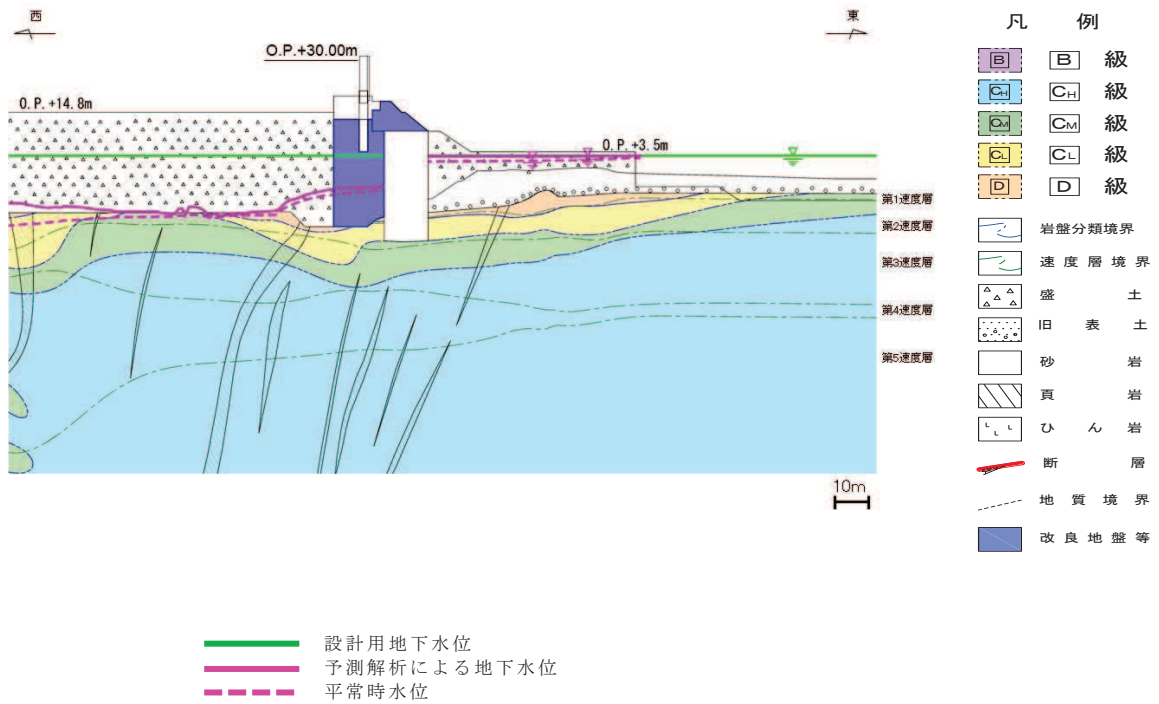 西
東
O.P.+30.00m
O.P.+14.8m
O.P.+3.5m
第1速度層
第2速度層
第3速度層
第4速度層
第5速度層
10m
凡 例
B B 級
CH CH 級
CM CM 級
CL CL 級
D D 級
岩盤分類境界
速度層境界
盛土
旧表土
砂岩
頁岩
ひん岩
断層
地質境界
改良地盤等
設計用地下水位
予測解析による地下水位
平常時水位